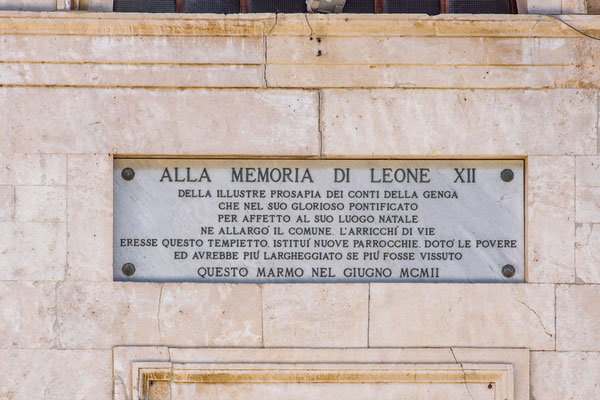 ALLA MEMORIA DI LEONE XII
DELLA ILLUSTRE PROSAPIA DEI CONTI DELLA GENGA
CHE NEL SUO GLORIOSO PONTIFICATO
PER AFFETTO AL SUO LUOGO NATALE
NE ALLARGÒ IL COMUNE. L'ARRICCHÌ DI VIE
ERESSE QUESTO TEMPIETTO, ISTITUÌ NUOVE PARROCCHIE, DOTÒ LE POVERE
ED AVREBBE PIÙ LARGHEGGIATO SE PIÙ FOSSE VISSUTO
QUESTO MARMO NEL GIUGNO MCMII